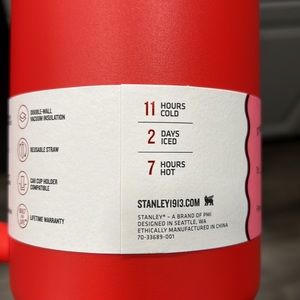 DOUBLE-WALL
VACUUM INSULATION
REUSABLE STRAW
CAR CUP HOLDER
COMPATIBLE
LIFETIME WARRANTY
11 HOURS
COLD
2 DAYS
ICED
7 HOURS
HOT
STANLEY1913.COM
STANLEY® - A BRAND OF PMI
DESIGNED IN SEATTLE, WA
ETHICALLY MANUFACTURED IN CHINA
70-33689-001